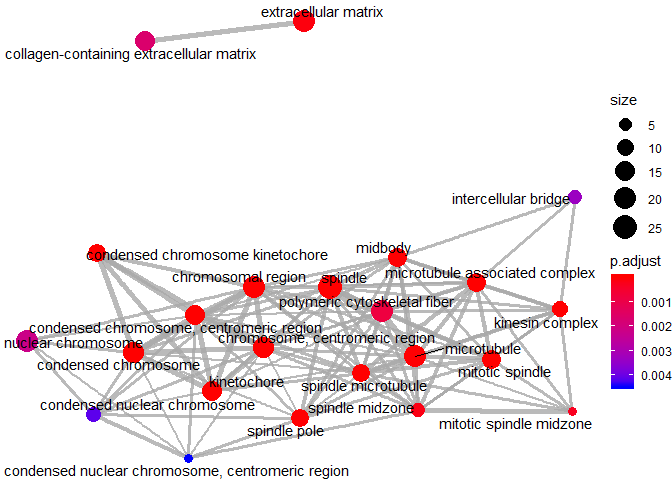 extracellular matrix
collagen-containing extracellular matrix
size
5
10
15
20
25
intercellular bridge
midbody
condensed chromosome kinetochore
p.adjust
chromosomal region
spindle
microtubule associated complex
polymeric cytoskeletal fiber
0.001
0.002
0.003
0.004
kinesin complex
condensed chromosome, centromeric region
chromosome, centromeric region
nuclear chromosome
microtubule
condensed chromosome
mitotic spindle
kinetochore
spindle microtubule
condensed nuclear chromosome
spindle midzone
mitotic spindle midzone
spindle pole
condensed nuclear chromosome, centromeric region